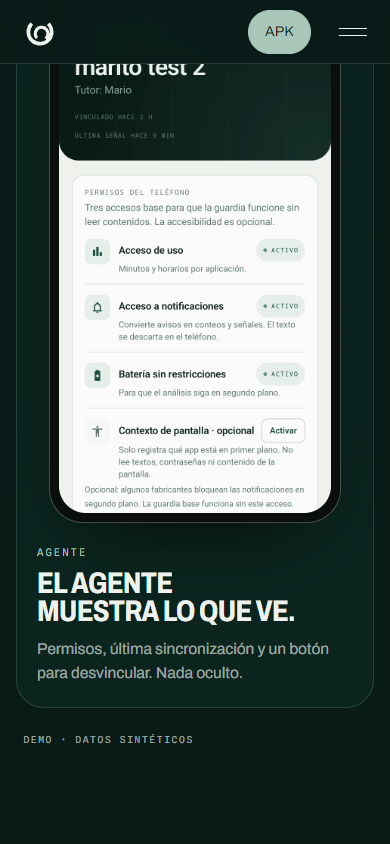 APK
marito test 2
Tutor: Mario
VINCULADO HACE 2 H
ÚLTIMA SEÑAL HACE 9 MIN
PERMISOS DEL TELÉFONO
Tres accesos base para que la guardia funcione sin
leer contenidos. La accesibilidad es opcional.
Acceso de uso
ACTIVO
Minutos y horarios por aplicación.
Acceso a notificaciones
ACTIVO
Convierte avisos en conteos y señales. El texto
se descarta en el teléfono.
Batería sin restricciones
ACTIVO
Para que el análisis siga en segundo plano.
Contexto de pantalla · opcional
Activar
Solo registra qué app está en primer plano. No
lee textos, contraseñas ni contenido de la
pantalla.
Opcional: algunos fabricantes bloquean las notificaciones en
segundo plano. La guardia base funciona sin este acceso.
AGENTE
EL AGENTE
MUESTRA LO QUE VE.
Permisos, última sincronización y un botón
para desvincular. Nada oculto.
DEMO · DATOS SINTÉTICOS